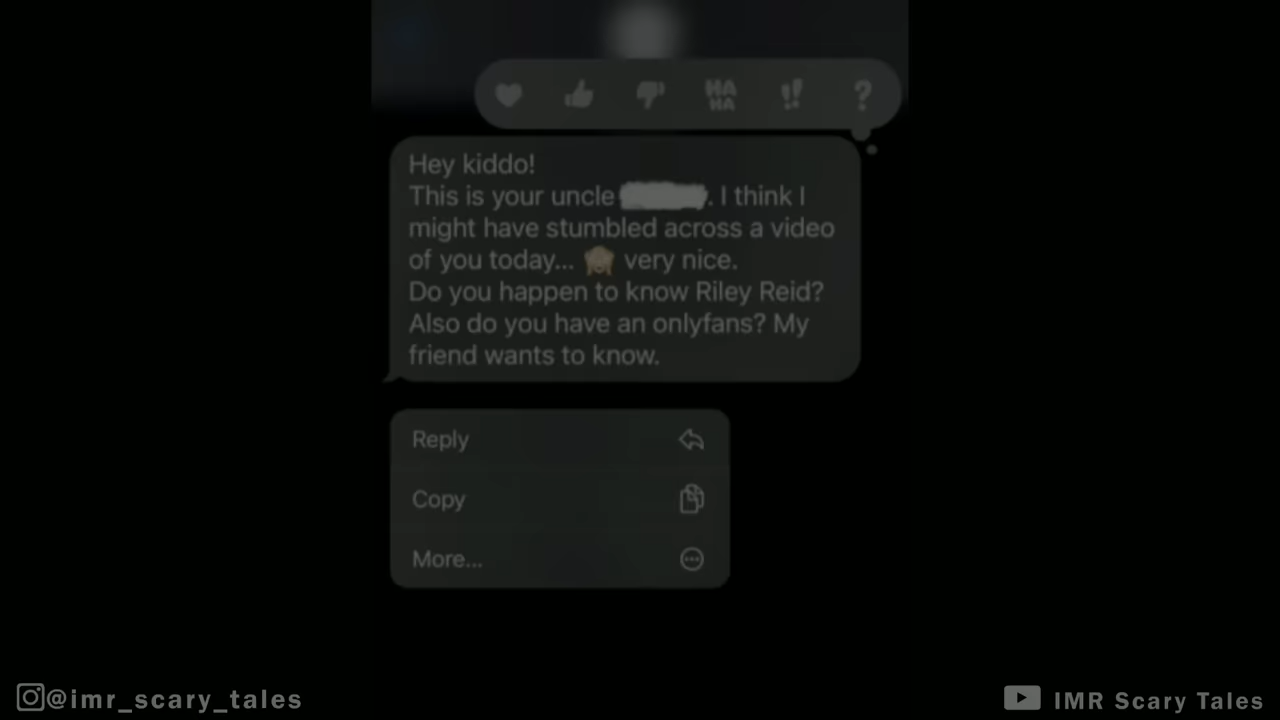 HA
HA
Hey kiddo!
This is your uncle . I think I
might have stumbled across a video
of you today... 🙈 very nice.
Do you happen to know Riley Reid?
Also do you have an onlyfans? My
friend wants to know.
Reply
Copy
More...
@imr_scary_tales
IMR Scary Tales